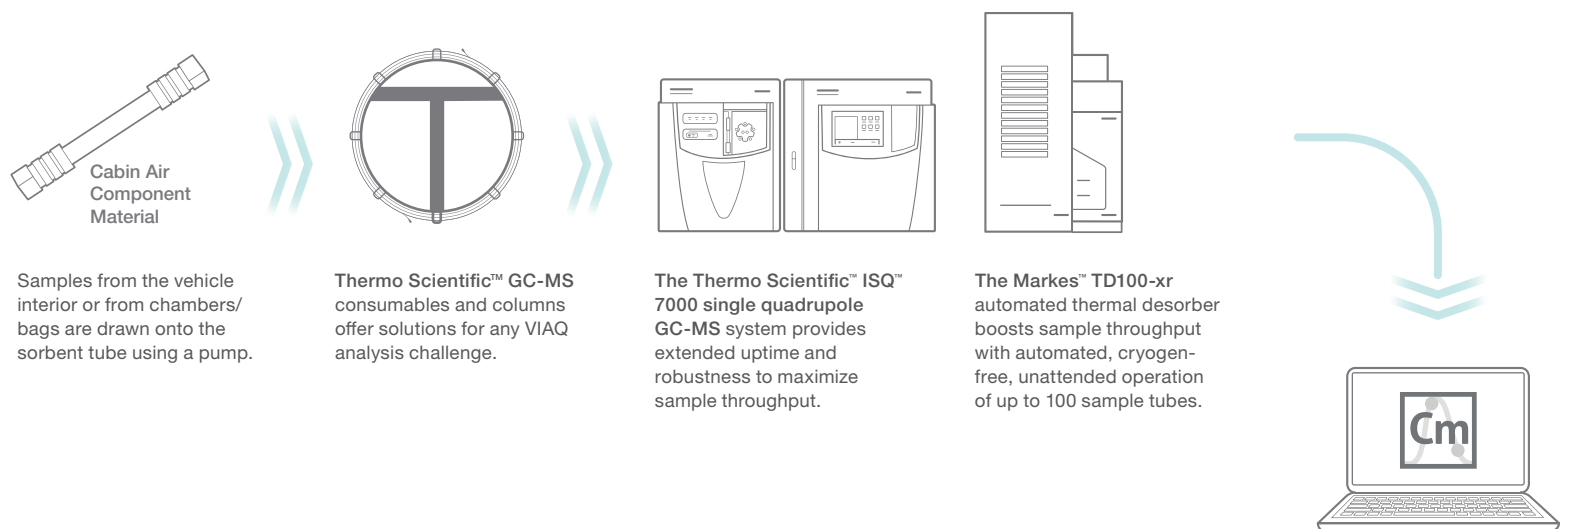 Cabin Air
Component
Material
Samples from the vehicle
interior or from chambers/
bags are drawn onto the
sorbent tube using a pump.
Thermo Scientific™ GC-MS
consumables and columns
offer solutions for any VIAQ
analysis challenge.
The Thermo Scientific™ ISQ™
7000 single quadrupole
GC-MS system provides
extended uptime and
robustness to maximize
sample throughput.
The Markes™ TD100-xr
automated thermal desorber
boosts sample throughput
with automated, cryogen-
free, unattended operation
of up to 100 sample tubes.
Cm